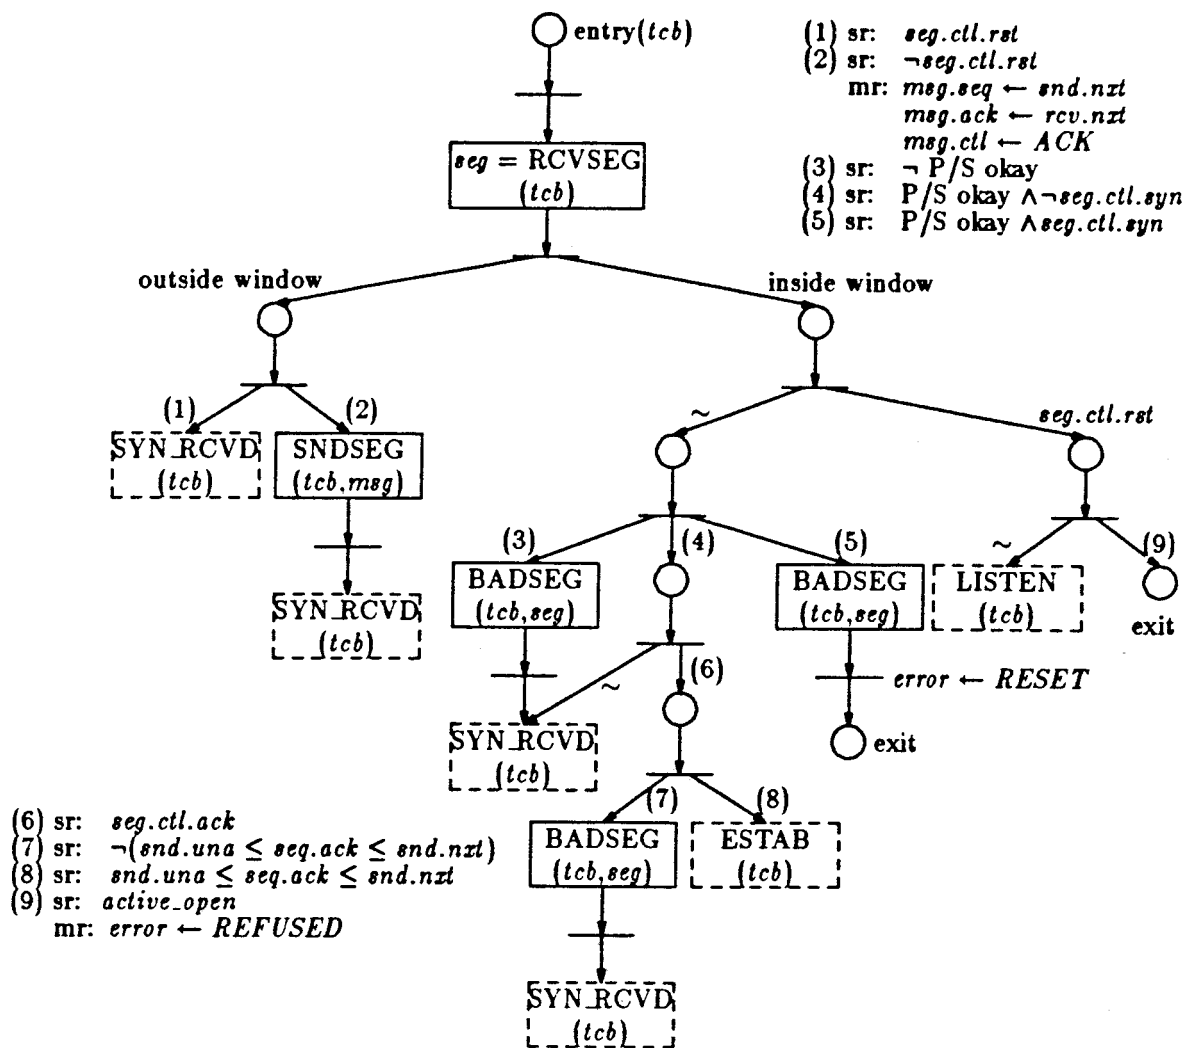 entry(tcb)
(1) sr: seg.ctl.rst
(2) sr: ¬seg.ctl.rst
mr: msg.seq ← snd.nxt
msg.ack ← rcv.nxt
msg.ctl ← ACK
(3) sr: ¬ P/S okay
(4) sr: P/S okay ∧¬seg.ctl.syn
(5) sr: P/S okay ∧seg.ctl.syn
seg = RCVSEG
(tcb)
outside window
inside window
(1)
(2)
SYN_RCVD
(tcb)
SNDSEG
(tcb,msg)
SYN_RCVD
(tcb)
~
seg.ctl.rst
(3)
(4)
(5)
~
(9)
BADSEG
(tcb,seg)
BADSEG
(tcb,seg)
LISTEN
(tcb)
exit
~
(6)
error ← RESET
SYN_RCVD
(tcb)
exit
(7)
(8)
BADSEG
(tcb,seg)
ESTAB
(tcb)
SYN_RCVD
(tcb)
(6) sr: seg.ctl.ack
(7) sr: ¬(snd.una ≤ seq.ack ≤ snd.nxt)
(8) sr: snd.una ≤ seq.ack ≤ snd.nxt
(9) sr: active_open
mr: error ← REFUSED